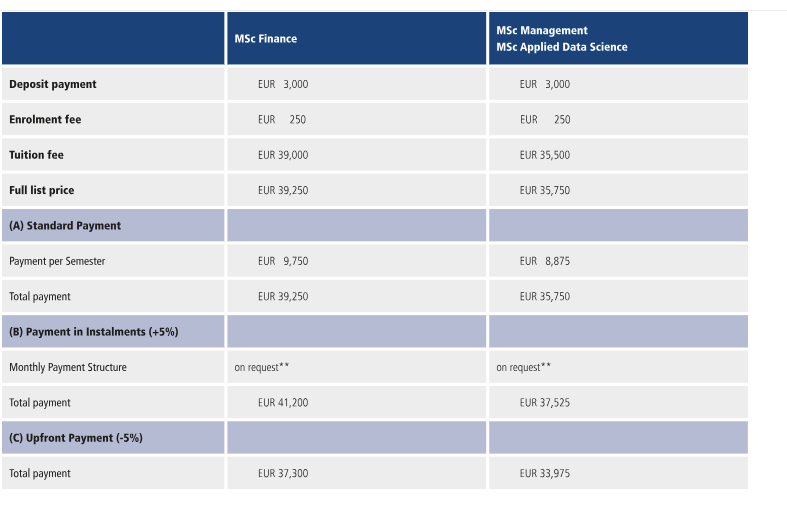 MSc Finance
MSc Management
MSc Applied Data Science
Deposit payment EUR 3,000 EUR 3,000
Enrolment fee EUR 250 EUR 250
Tuition fee EUR 39,000 EUR 35,500
Full list price EUR 39,250 EUR 35,750
(A) Standard Payment
Payment per Semester EUR 9,750 EUR 8,875
Total payment EUR 39,250 EUR 35,750
(B) Payment in Instalments (+5%)
Monthly Payment Structure on request** on request**
Total payment EUR 41,200 EUR 37,525
(C) Upfront Payment (-5%)
Total payment EUR 37,300 EUR 33,975